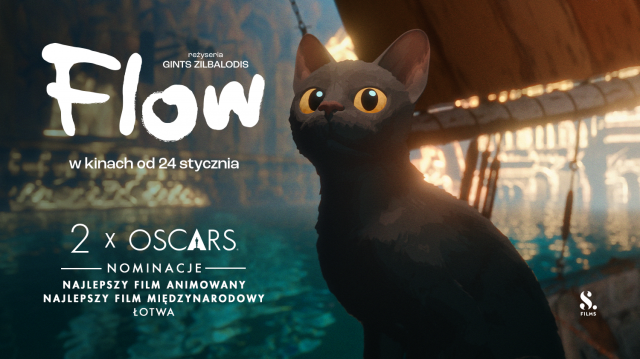 Flow
reżyseria
GINTS ZILBALODIS
w kinach od 24 stycznia
2 x OSCARS
NOMINACJE
NAJLEPSZY FILM ANIMOWANY
NAJLEPSZY FILM MIĘDZYNARODOWY
ŁOTWA
S.
FILMS